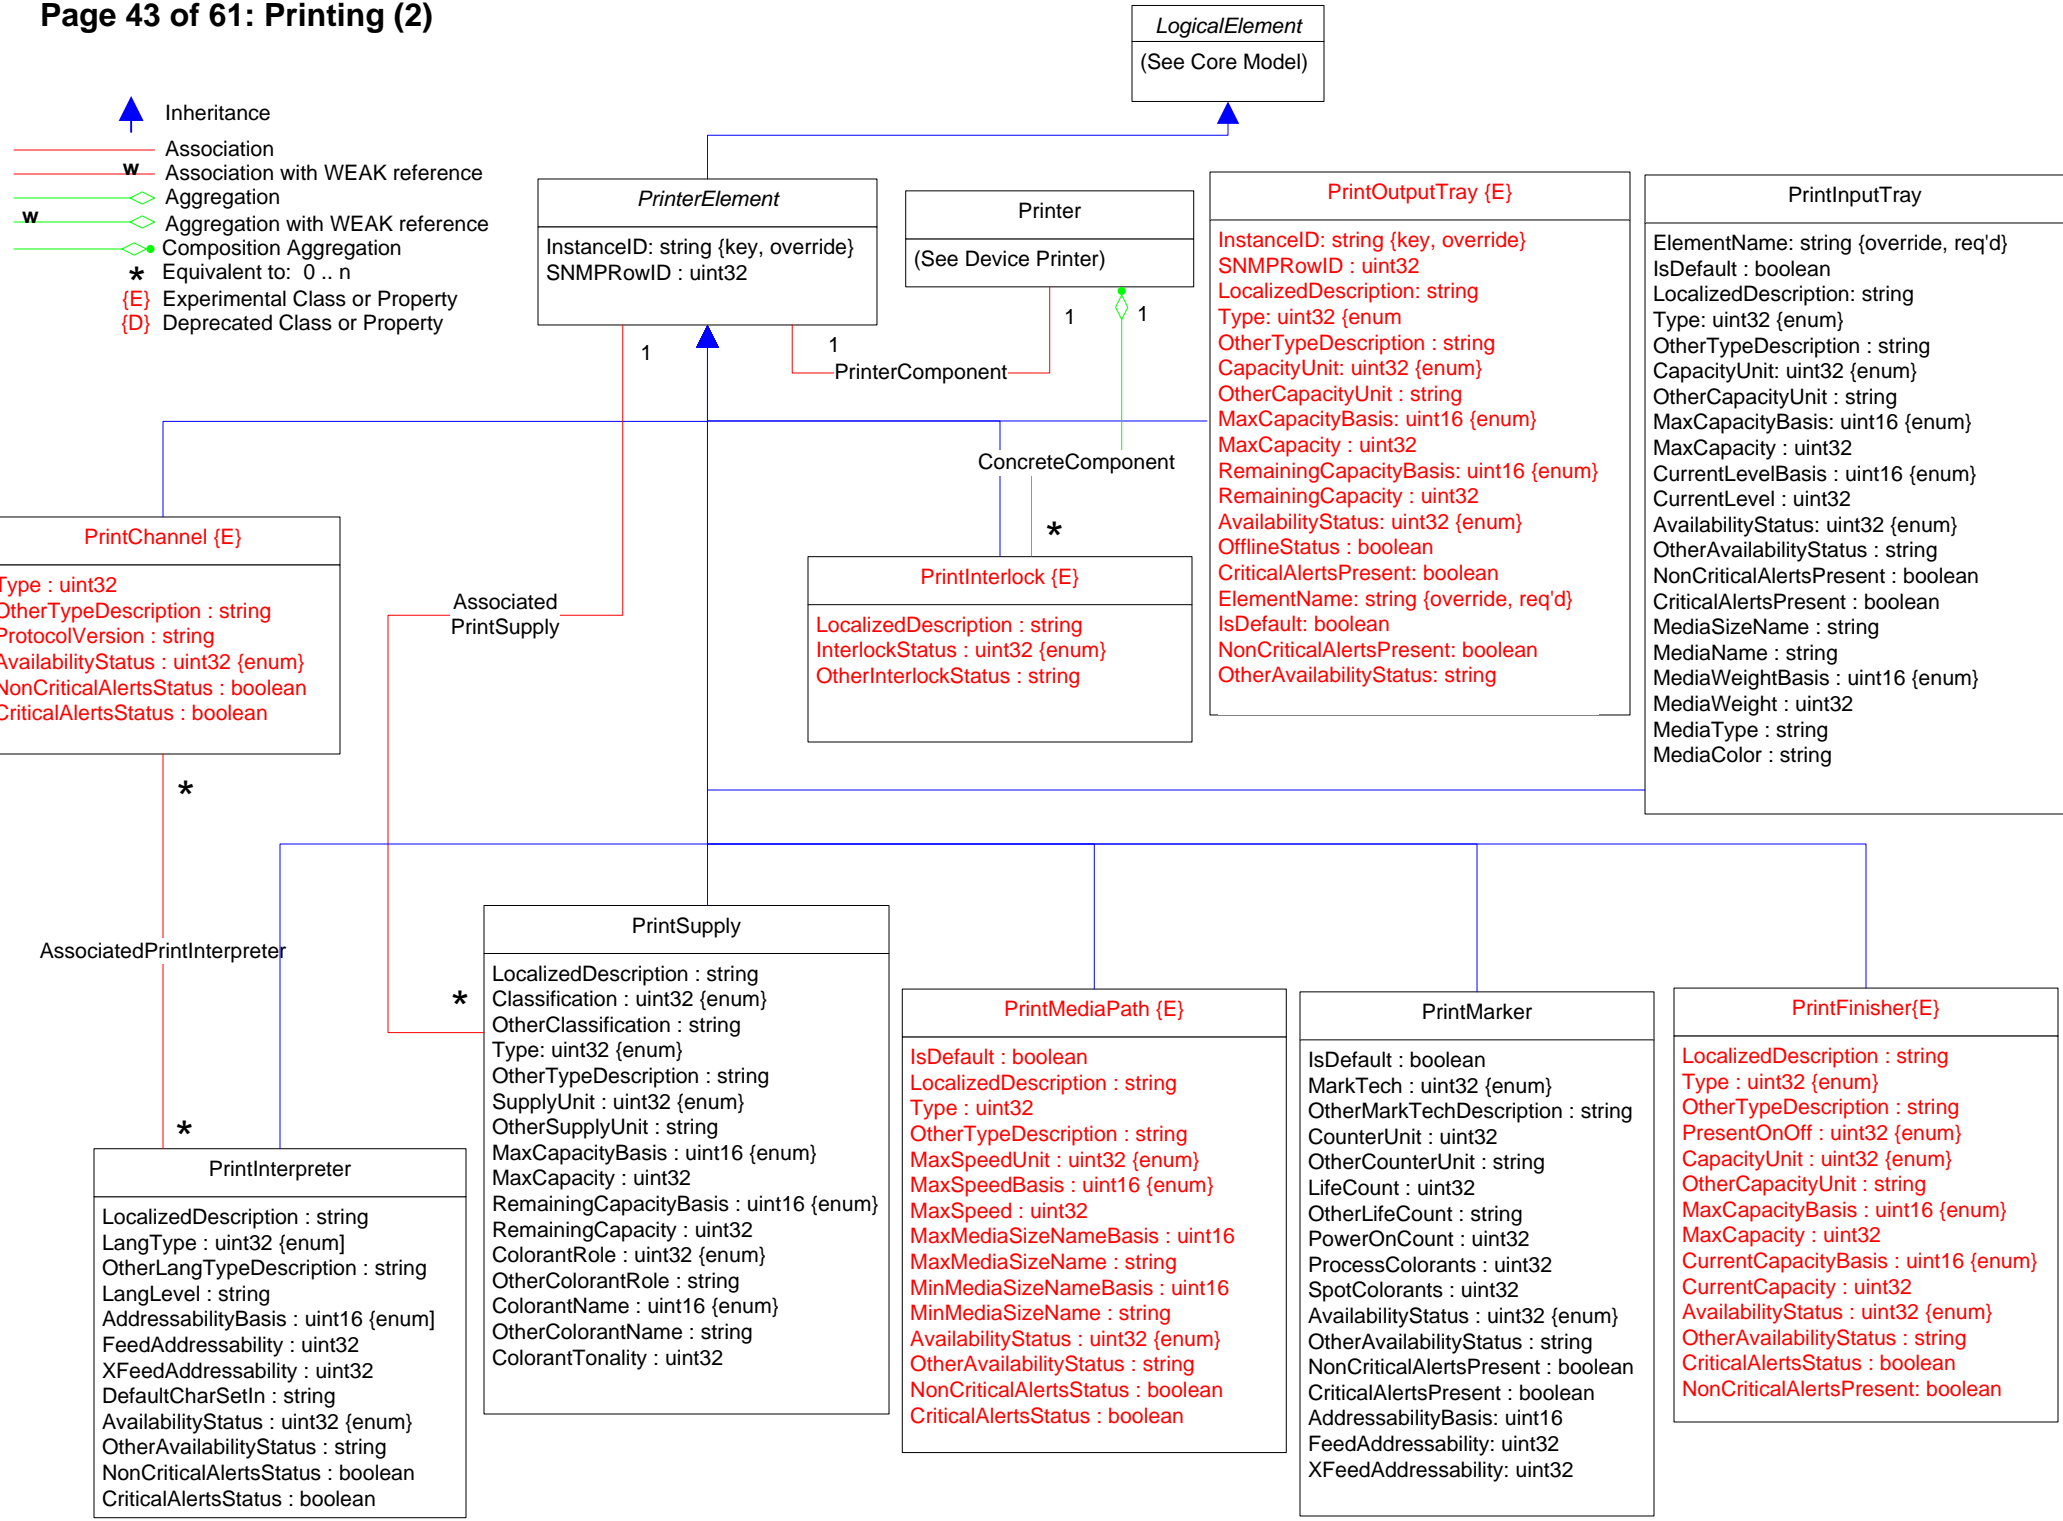 Page 43 of 61: Printing (2)
Inheritance
Association
w Association with WEAK reference
Aggregation
w Aggregation with WEAK reference
Composition Aggregation
* Equivalent to: 0 .. n
{E} Experimental Class or Property
{D} Deprecated Class or Property
LogicalElement
(See Core Model)
PrinterElement
InstanceID: string {key, override}
SNMPRowID : uint32
Printer
(See Device Printer)
1
1
1
1
PrinterComponent
ConcreteComponent
*
PrintOutputTray {E}
InstanceID: string {key, override}
SNMPRowID : uint32
LocalizedDescription: string
Type: uint32 {enum
OtherTypeDescription : string
CapacityUnit: uint32 {enum}
OtherCapacityUnit : string
MaxCapacityBasis: uint16 {enum}
MaxCapacity : uint32
RemainingCapacityBasis: uint16 {enum}
RemainingCapacity : uint32
AvailabilityStatus: uint32 {enum}
OfflineStatus : boolean
CriticalAlertsPresent: boolean
ElementName: string {override, req'd}
IsDefault: boolean
NonCriticalAlertsPresent: boolean
OtherAvailabilityStatus: string
PrintInputTray
ElementName: string {override, req'd}
IsDefault : boolean
LocalizedDescription: string
Type: uint32 {enum}
OtherTypeDescription : string
CapacityUnit: uint32 {enum}
OtherCapacityUnit : string
MaxCapacityBasis: uint16 {enum}
MaxCapacity : uint32
CurrentLevelBasis : uint16 {enum}
CurrentLevel : uint32
AvailabilityStatus: uint32 {enum}
OtherAvailabilityStatus : string
NonCriticalAlertsPresent : boolean
CriticalAlertsPresent : boolean
MediaSizeName : string
MediaName : string
MediaWeightBasis : uint16 {enum}
MediaWeight : uint32
MediaType : string
MediaColor : string
PrintChannel {E}
Type : uint32
OtherTypeDescription : string
ProtocolVersion : string
AvailabilityStatus : uint32 {enum}
NonCriticalAlertsStatus : boolean
CriticalAlertsStatus : boolean
*
Associated
PrintSupply
PrintInterlock {E}
LocalizedDescription : string
InterlockStatus : uint32 {enum}
OtherInterlockStatus : string
AssociatedPrintInterpreter
*
*
PrintInterpreter
LocalizedDescription : string
LangType : uint32 {enum]
OtherLangTypeDescription : string
LangLevel : string
AddressabilityBasis : uint16 {enum]
FeedAddressability : uint32
XFeedAddressability : uint32
DefaultCharSetIn : string
AvailabilityStatus : uint32 {enum}
OtherAvailabilityStatus : string
NonCriticalAlertsStatus : boolean
CriticalAlertsStatus : boolean
PrintSupply
LocalizedDescription : string
Classification : uint32 {enum}
OtherClassification : string
Type: uint32 {enum}
OtherTypeDescription : string
SupplyUnit : uint32 {enum}
OtherSupplyUnit : string
MaxCapacityBasis : uint16 {enum}
MaxCapacity : uint32
RemainingCapacityBasis : uint16 {enum}
RemainingCapacity : uint32
ColorantRole : uint32 {enum}
OtherColorantRole : string
ColorantName : uint16 {enum}
OtherColorantName : string
ColorantTonality : uint32
PrintMediaPath {E}
IsDefault : boolean
LocalizedDescription : string
Type : uint32
OtherTypeDescription : string
MaxSpeedUnit : uint32 {enum}
MaxSpeedBasis : uint16 {enum}
MaxSpeed : uint32
MaxMediaSizeNameBasis : uint16
MaxMediaSizeName : string
MinMediaSizeNameBasis : uint16
MinMediaSizeName : string
AvailabilityStatus : uint32 {enum}
OtherAvailabilityStatus : string
NonCriticalAlertsStatus : boolean
CriticalAlertsStatus : boolean
PrintMarker
IsDefault : boolean
MarkTech : uint32 {enum}
OtherMarkTechDescription : string
CounterUnit : uint32
OtherCounterUnit : string
LifeCount : uint32
OtherLifeCount : string
PowerOnCount : uint32
ProcessColorants : uint32
SpotColorants : uint32
AvailabilityStatus : uint32 {enum}
OtherAvailabilityStatus : string
NonCriticalAlertsPresent : boolean
CriticalAlertsPresent : boolean
AddressabilityBasis: uint16
FeedAddressability: uint32
XFeedAddressability: uint32
PrintFinisher{E}
LocalizedDescription : string
Type : uint32 {enum}
OtherTypeDescription : string
PresentOnOff : uint32 {enum}
CapacityUnit : uint32 {enum}
OtherCapacityUnit : string
MaxCapacityBasis : uint16 {enum}
MaxCapacity : uint32
CurrentCapacityBasis : uint16 {enum}
CurrentCapacity : uint32
AvailabilityStatus : uint32 {enum}
OtherAvailabilityStatus : string
CriticalAlertsStatus : boolean
NonCriticalAlertsPresent: boolean